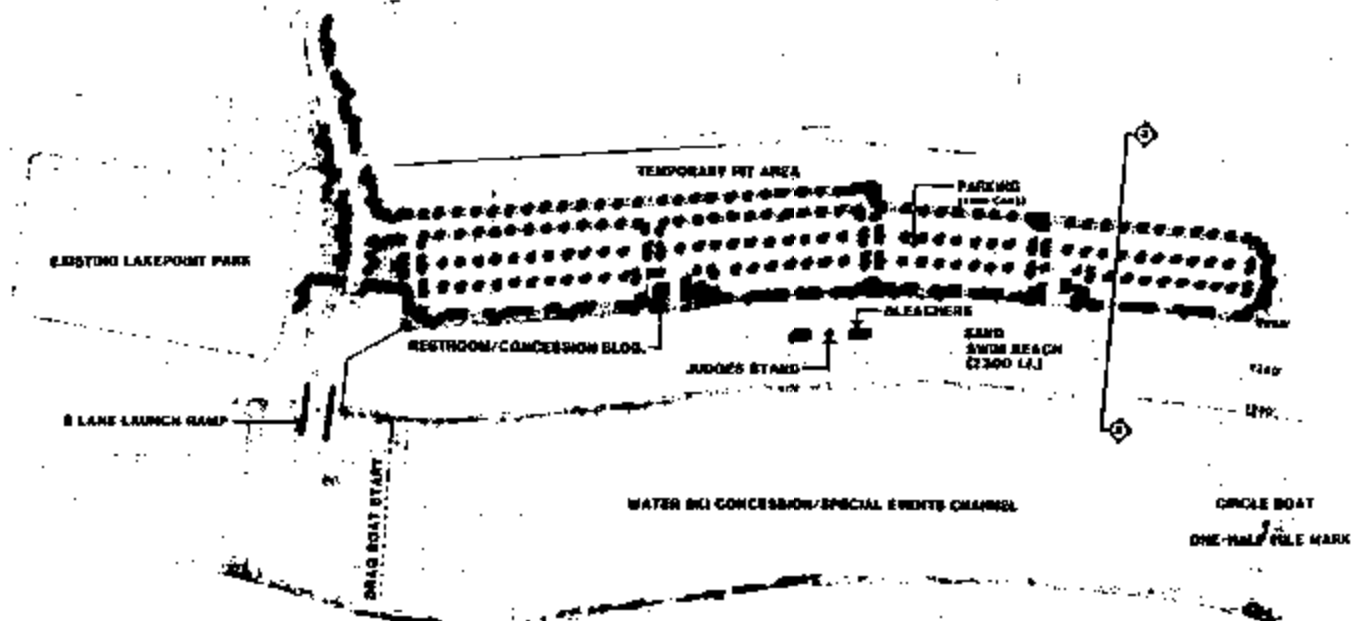 TEMPORARY PIT AREA
PARKING
EXISTING LAKEPOINT PARK
BLEACHERS
RESTROOM/CONCESSION BLDG.
JUDGES STAND
SAND
SWIM BEACH
(2300 L.F.)
LANE LAUNCH RAMP
DRAG BOAT START
WATER SKI CONCESSION/SPECIAL EVENTS CHANNEL
CIRCLE BOAT
ONE-HALF MILE MARK